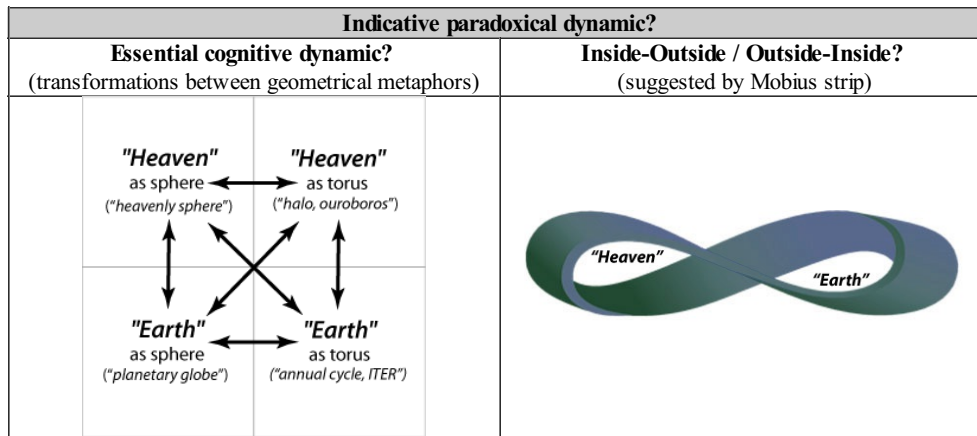 Indicative paradoxical dynamic?
Essential cognitive dynamic?
(transformations between geometrical metaphors)
Inside-Outside / Outside-Inside?
(suggested by Mobius strip)
"Heaven"
as sphere
("heavenly sphere")
"Heaven"
as torus
("halo, ouroboros")
"Earth"
as sphere
("planetary globe")
"Earth"
as torus
("annual cycle, ITER")
"Heaven"
"Earth"